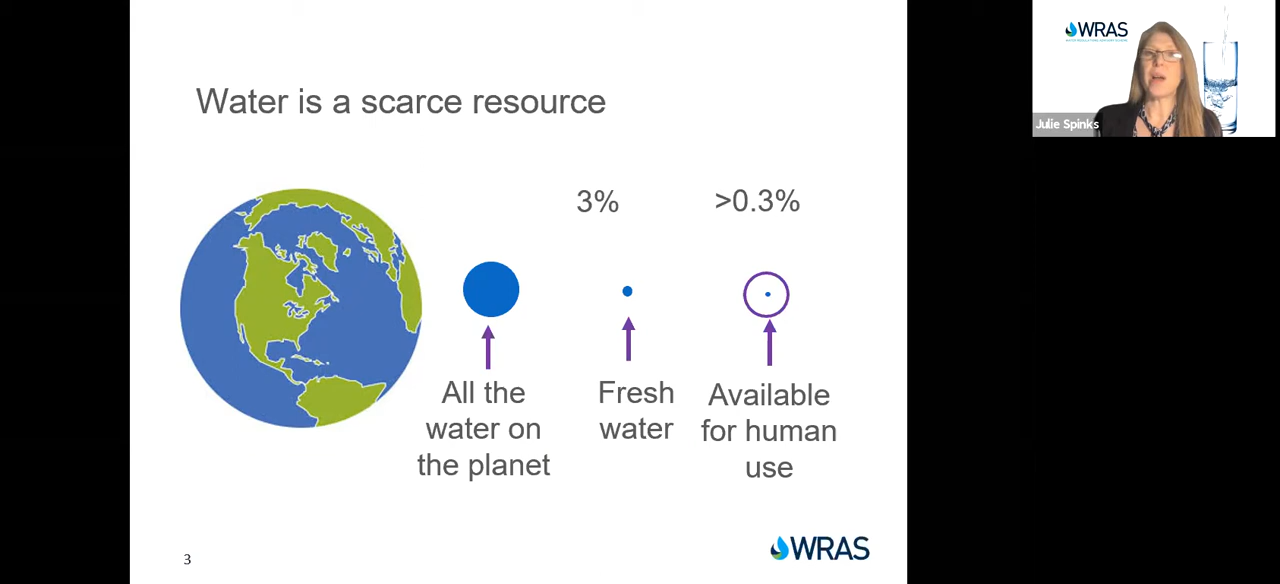 Water is a scarce resource
3%
>0.3%
All the
water on
the planet
Fresh
water
Available
for human
use
3
WRAS
WRAS
Julie Spinks